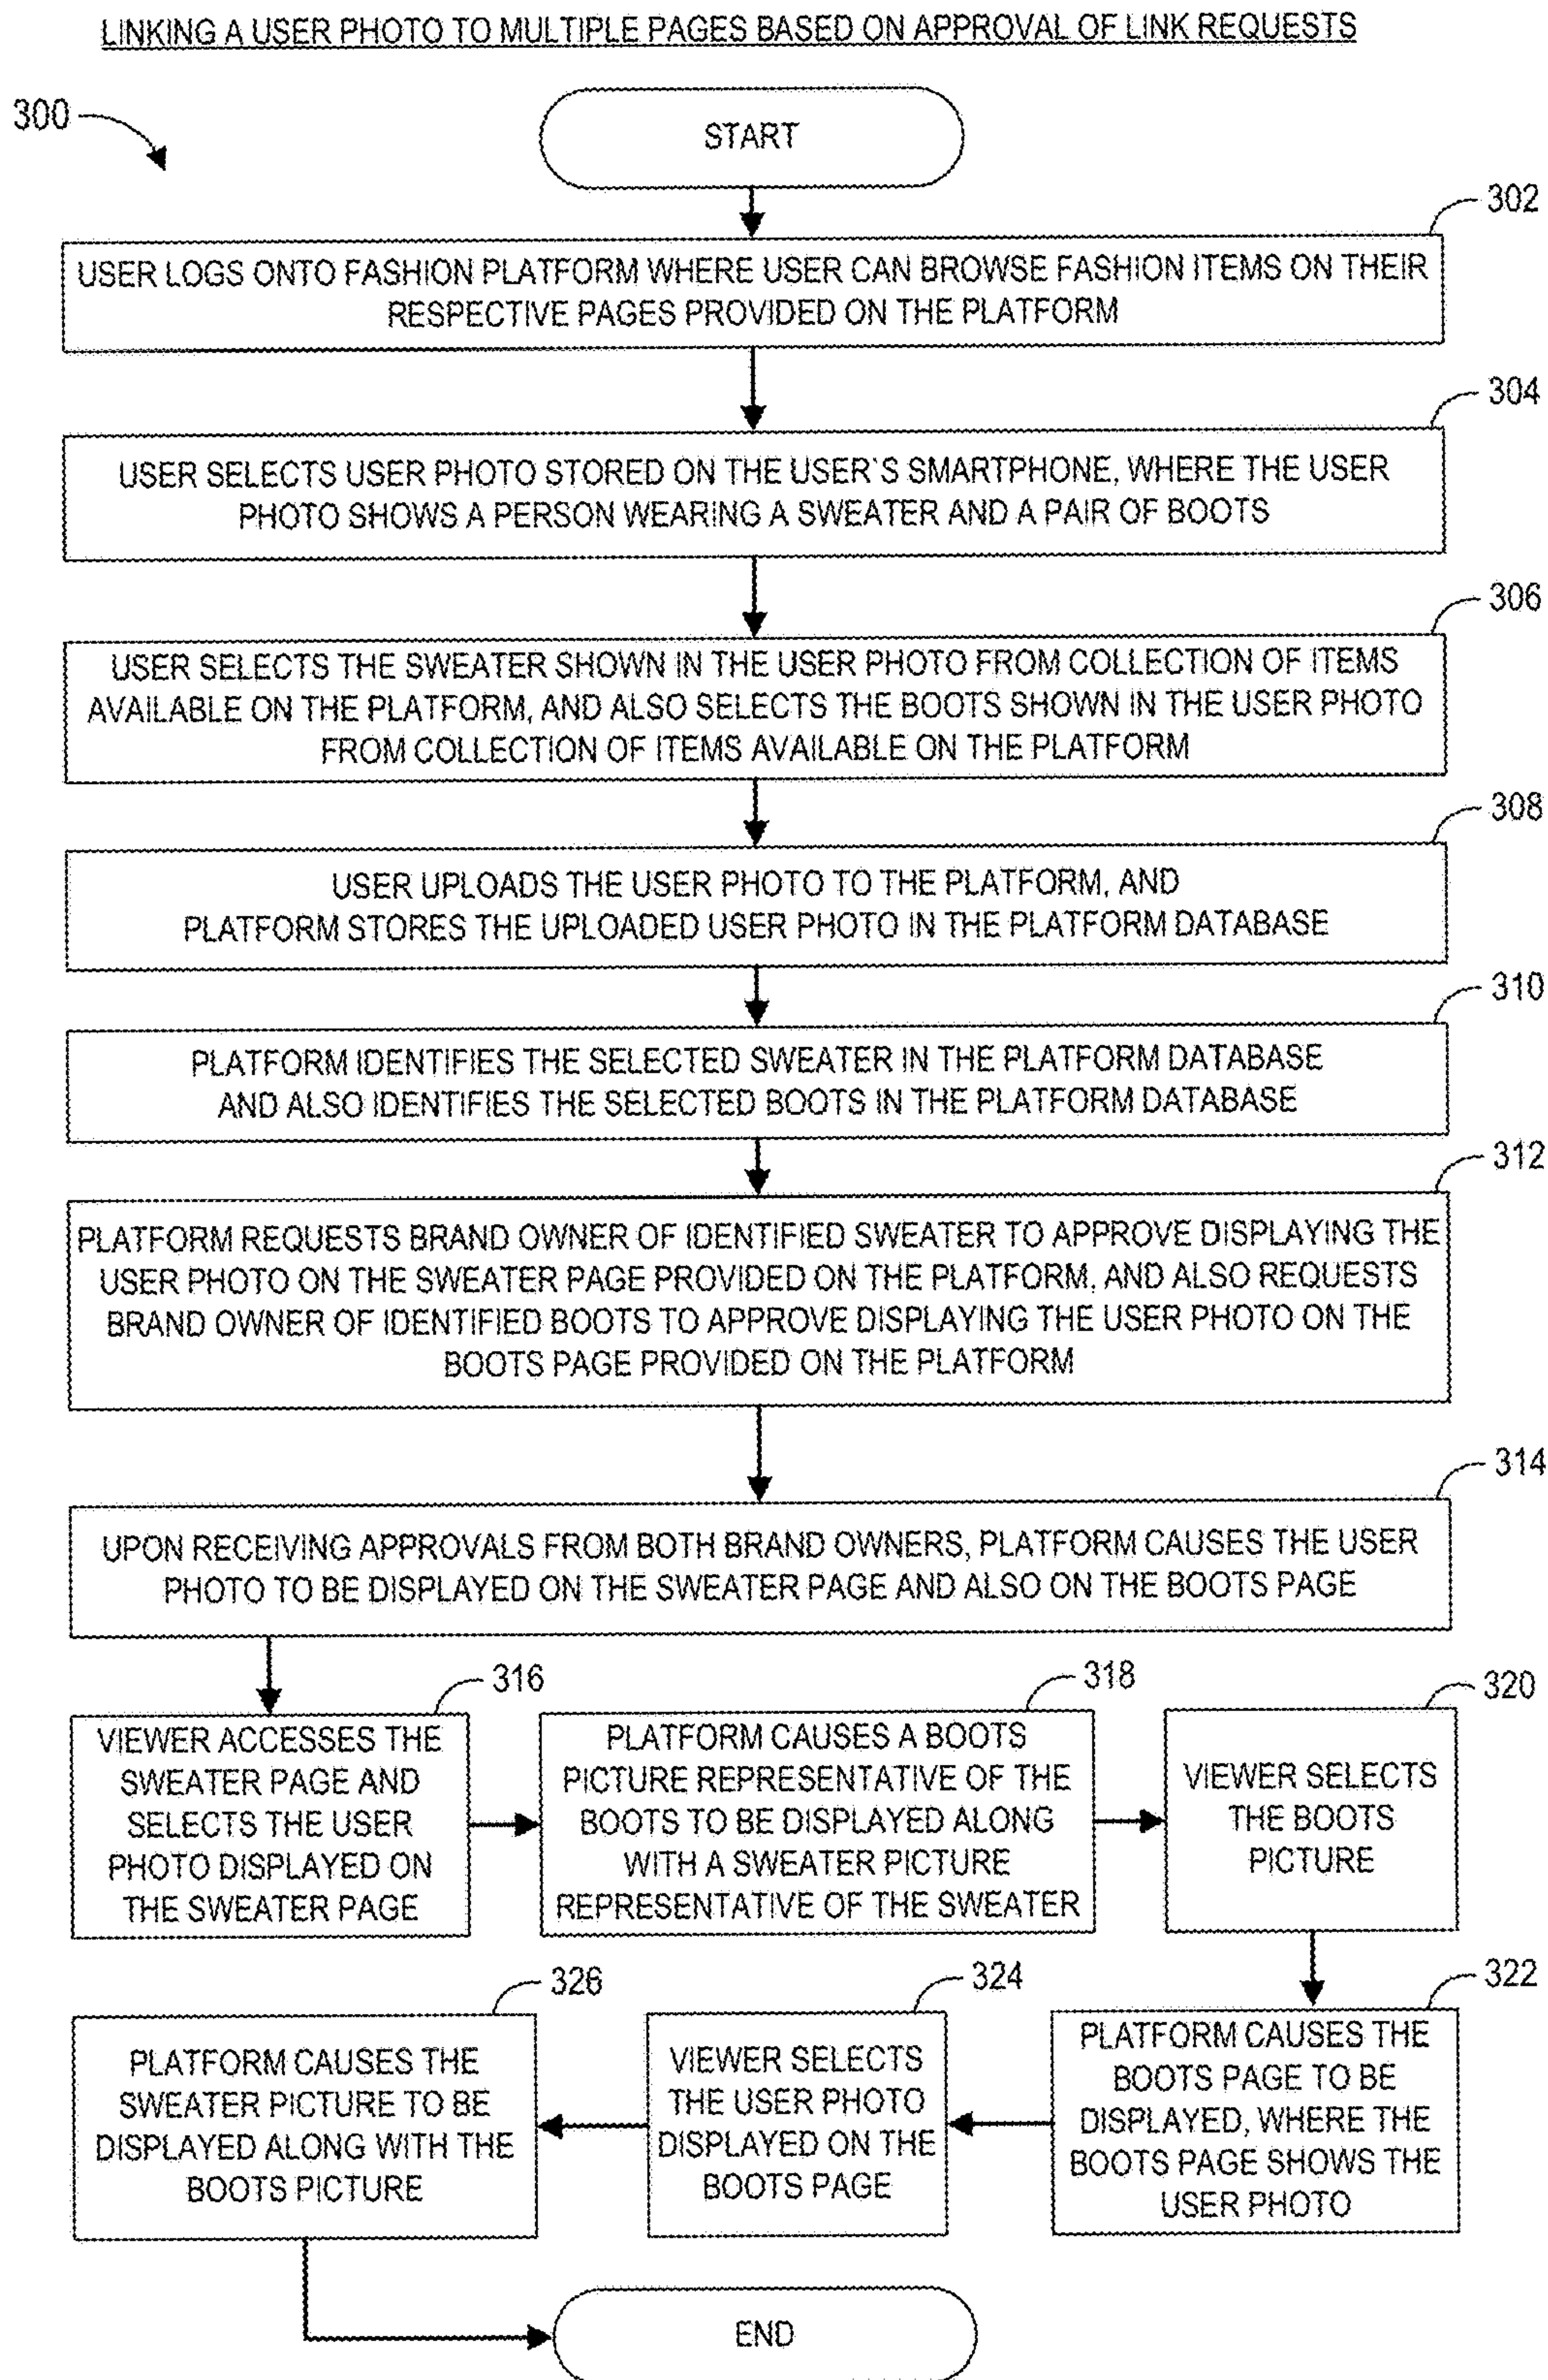 LINKING A USER PHOTO TO MULTIPLE PAGES BASED ON APPROVAL OF LINK REQUESTS
300
START
302
USER LOGS ONTO FASHION PLATFORM WHERE USER CAN BROWSE FASHION ITEMS ON THEIR
RESPECTIVE PAGES PROVIDED ON THE PLATFORM
304
USER SELECTS USER PHOTO STORED ON THE USER`S SMARTPHONE, WHERE THE USER
PHOTO SHOWS A PERSON WEARING A SWEATER AND A PAIR OF BOOTS
306
USER SELECTS THE SWEATER SHOWN IN THE USER PHOTO FROM COLLECTION OF ITEMS
AVAILABLE ON THE PLATFORM, AND ALSO SELECTS THE BOOTS SHOWN IN THE USER PHOTO
FROM COLLECTION OF ITEMS AVAILABLE ON THE PLATFORM
308
USER UPLOADS THE USER PHOTO TO THE PLATFORM, AND
PLATFORM STORES THE UPLOADED USER PHOTO IN THE PLATFORM DATABASE
310
PLATFORM IDENTIFIES THE SELECTED SWEATER IN THE PLATFORM DATABASE
AND ALSO IDENTIFIES THE SELECTED BOOTS IN THE PLATFORM DATABASE
312
PLATFORM REQUESTS BRAND OWNER OF IDENTIFIED SWEATER TO APPROVE DISPLAYING THE
USER PHOTO ON THE SWEATER PAGE PROVIDED ON THE PLATFORM, AND ALSO REQUESTS
BRAND OWNER OF IDENTIFIED BOOTS TO APPROVE DISPLAYING THE USER PHOTO ON THE
BOOTS PAGE PROVIDED ON THE PLATFORM
314
UPON RECEIVING APPROVALS FROM BOTH BRAND OWNERS, PLATFORM CAUSES THE USER
PHOTO TO BE DISPLAYED ON THE SWEATER PAGE AND ALSO ON THE BOOTS PAGE
316
VIEWER ACCESSES THE
SWEATER PAGE AND
SELECTS THE USER
PHOTO DISPLAYED ON
THE SWEATER PAGE
318
PLATFORM CAUSES A BOOTS
PICTURE REPRESENTATIVE OF THE
BOOTS TO BE DISPLAYED ALONG
WITH A SWEATER PICTURE
REPRESENTATIVE OF THE SWEATER
320
VIEWER SELECTS
THE BOOTS
PICTURE
322
PLATFORM CAUSES THE
BOOTS PAGE TO BE
DISPLAYED, WHERE THE
BOOTS PAGE SHOWS THE
USER PHOTO
324
VIEWER SELECTS
THE USER PHOTO
DISPLAYED ON THE
BOOTS PAGE
326
PLATFORM CAUSES THE
SWEATER PICTURE TO BE
DISPLAYED ALONG WITH THE
BOOTS PICTURE
END